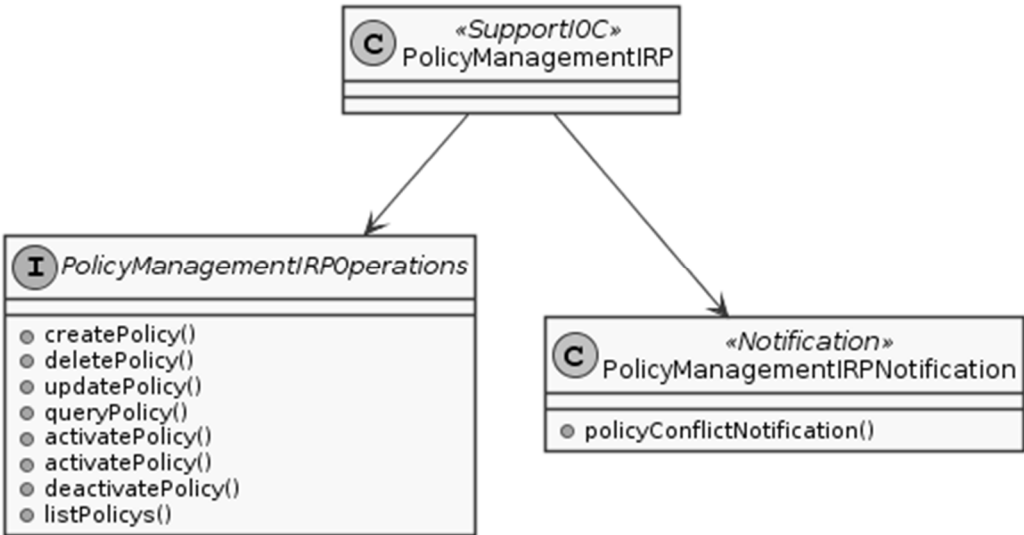 C
«SupportIOC»
PolicyManagementIRP
I
PolicyManagementIRPOperations
createPolicy()
deletePolicy()
updatePolicy()
queryPolicy()
activatePolicy()
activatePolicy()
deactivatePolicy()
listPolicys()
C
«Notification»
PolicyManagementIRPNotification
policyConflictNotification()